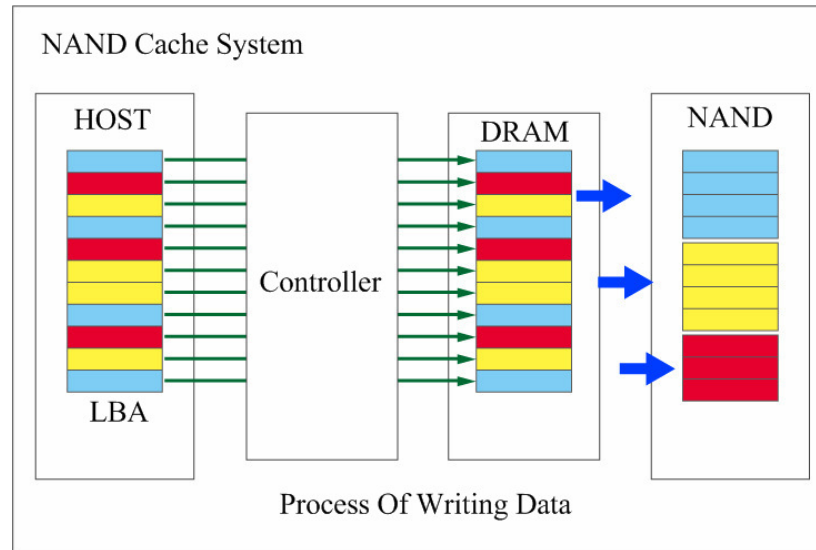 NAND Cache System
HOST
LBA
Controller
DRAM
NAND
Process Of Writing Data